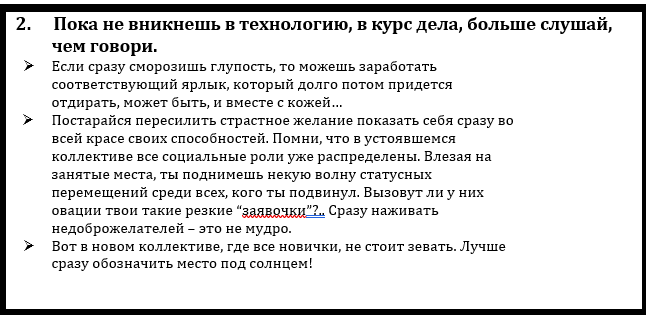 2. Пока не вникнешь в технологию, в курс дела, больше слушай,
чем говори.
➢ Если сразу сморозишь глупость, то можешь заработать
соответствующий ярлык, который долго потом придется
отдирать, может быть, и вместе с кожей…
➢ Постарайся пересилить страстное желание показать себя сразу во
всей красе своих способностей. Помни, что в устоявшемся
коллективе все социальные роли уже распределены. Влезая на
занятые места, ты поднимешь некую волну статусных
перемещений среди всех, кого ты подвинул. Вызовут ли у них
овации твои такие резкие “заявочки”?.. Сразу наживать
недоброжелателей – это не мудро.
➢ Вот в новом коллективе, где все новички, не стоит зевать. Лучше
сразу обозначить место под солнцем!